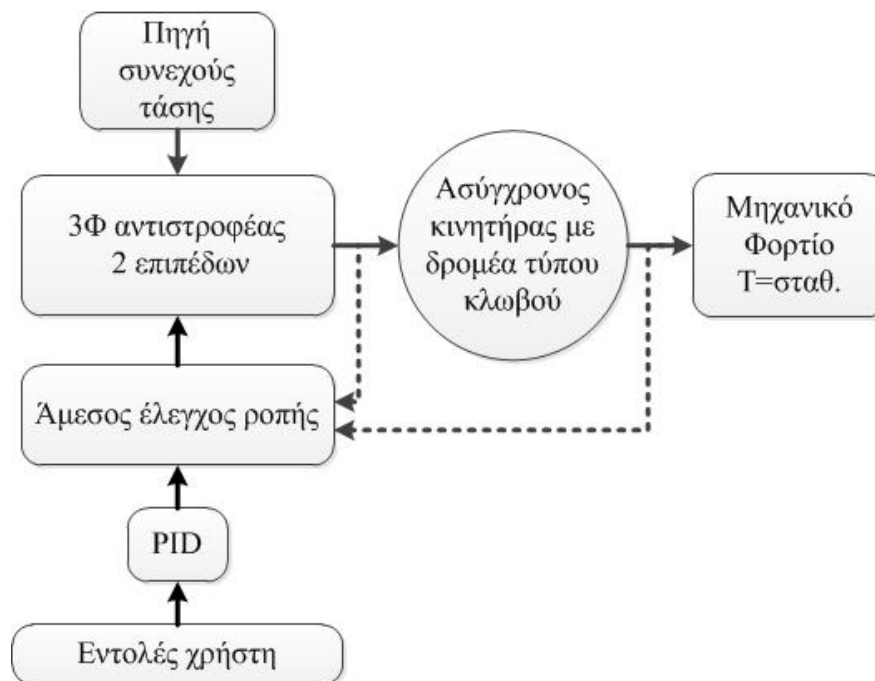 Πηγή
συνεχούς
τάσης
3Φ αντιστροφέας
2 επιπέδων
Ασύγχρονος
κινητήρας με
δρομέα τύπου
κλωβού
Μηχανικό
Φορτίο
Τ=σταθ.
Άμεσος έλεγχος ροπής
PID
Εντολές χρήστη